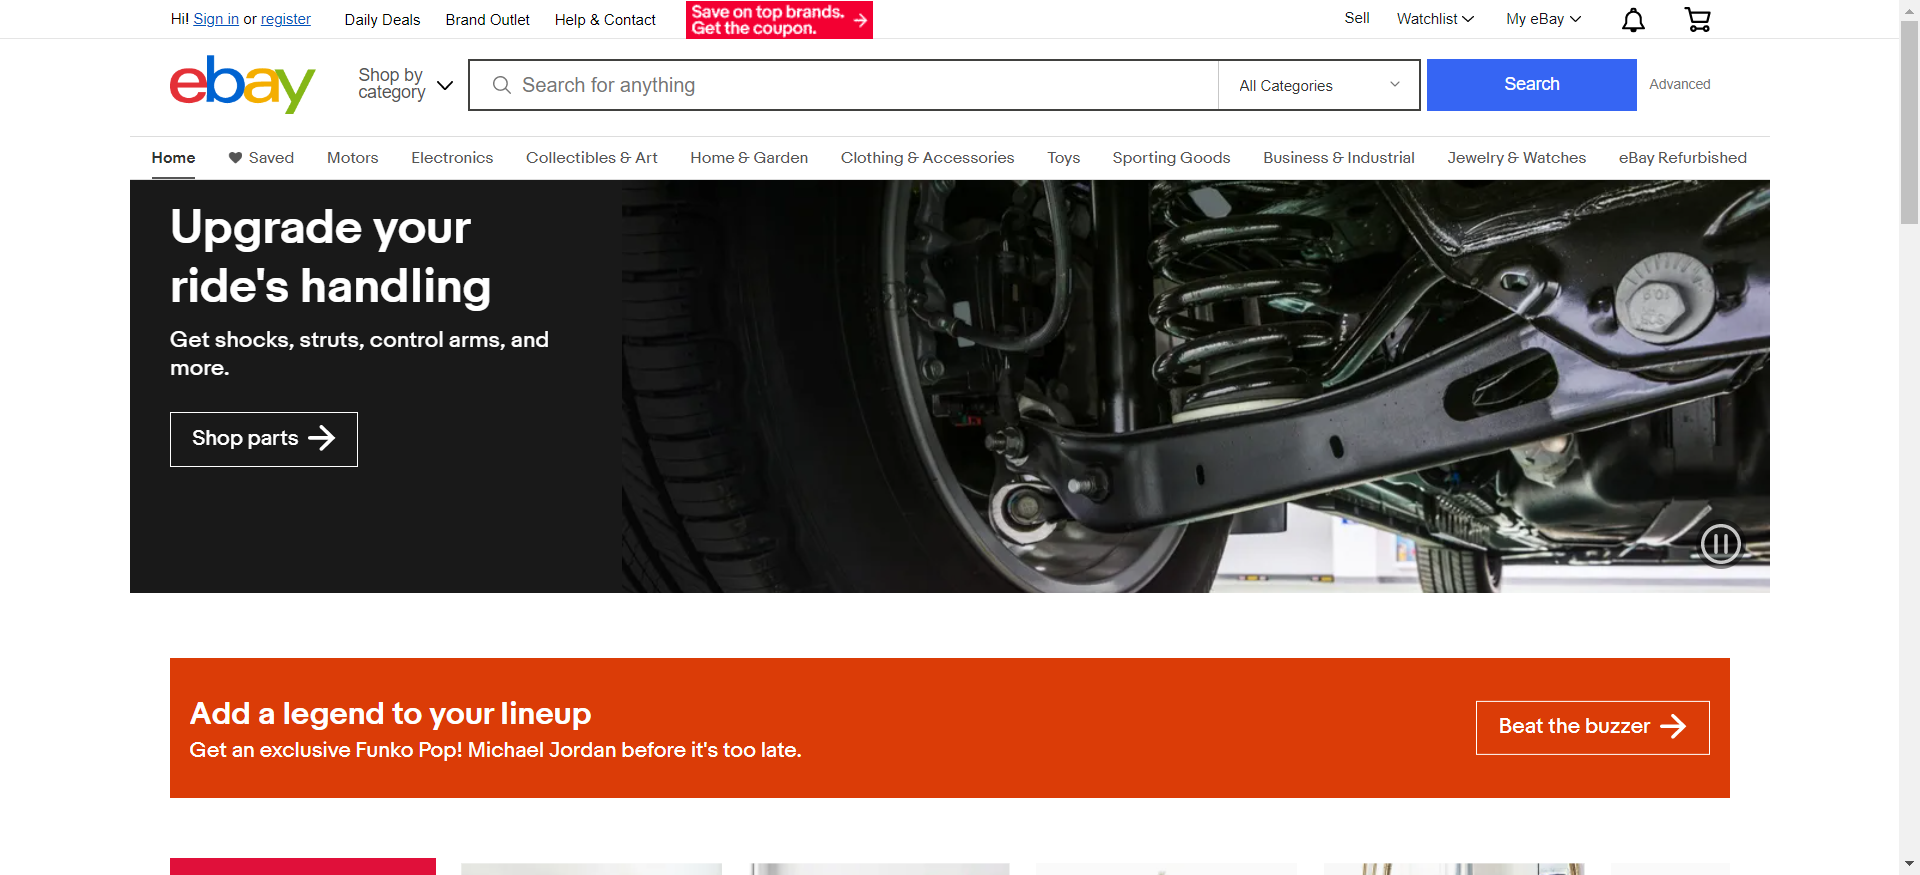 Hi! Sign in or register
Daily Deals
Brand Outlet
Help & Contact
Save on top brands.
Get the coupon.
Sell
Watchlist
My eBay
ebay
Shop by
category
Search for anything
All Categories
Search
Advanced
Home
Saved
Motors
Electronics
Collectibles & Art
Home & Garden
Clothing & Accessories
Toys
Sporting Goods
Business & Industrial
Jewelry & Watches
eBay Refurbished
Upgrade your
ride's handling
Get shocks, struts, control arms, and
more.
Shop parts
Add a legend to your lineup
Get an exclusive Funko Pop! Michael Jordan before it's too late.
Beat the buzzer